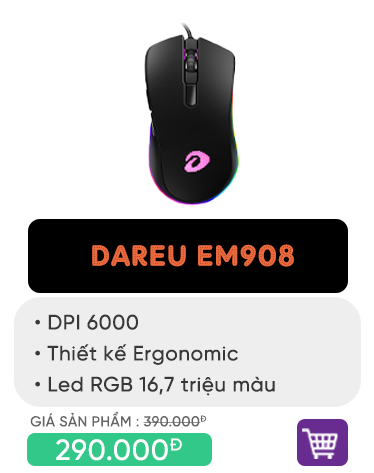 DAREU EM908
• DPI 6000
• Thiết kế Ergonomic
• Led RGB 16,7 triệu màu
GIÁ SẢN PHẨM : 390.000Đ
290.000Đ